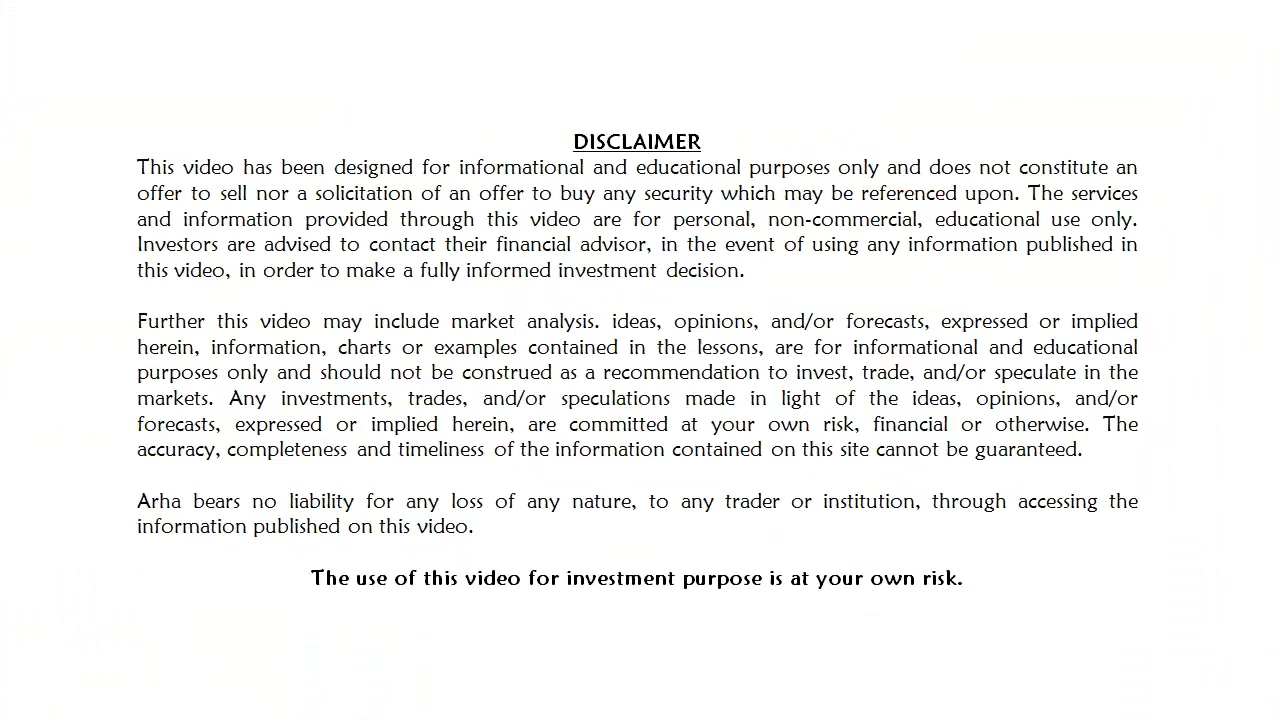 DISCLAIMER
This video has been designed for informational and educational purposes only and does not constitute an
offer to sell nor a solicitation of an offer to buy any security which may be referenced upon. The services
and information provided through this video are for personal, non-commercial, educational use only.
Investors are advised to contact their financial advisor, in the event of using any information published in
this video, in order to make a fully informed investment decision.
Further this video may include market analysis. ideas, opinions, and/or forecasts, expressed or implied
herein, information, charts or examples contained in the lessons, are for informational and educational
purposes only and should not be construed as a recommendation to invest, trade, and/or speculate in the
markets. Any investments, trades, and/or speculations made in light of the ideas, opinions, and/or
forecasts, expressed or implied herein, are committed at your own risk, financial or otherwise. The
accuracy, completeness and timeliness of the information contained on this site cannot be guaranteed.
Arha bears no liability for any loss of any nature, to any trader or institution, through accessing the
information published on this video.
The use of this video for investment purpose is at your own risk.